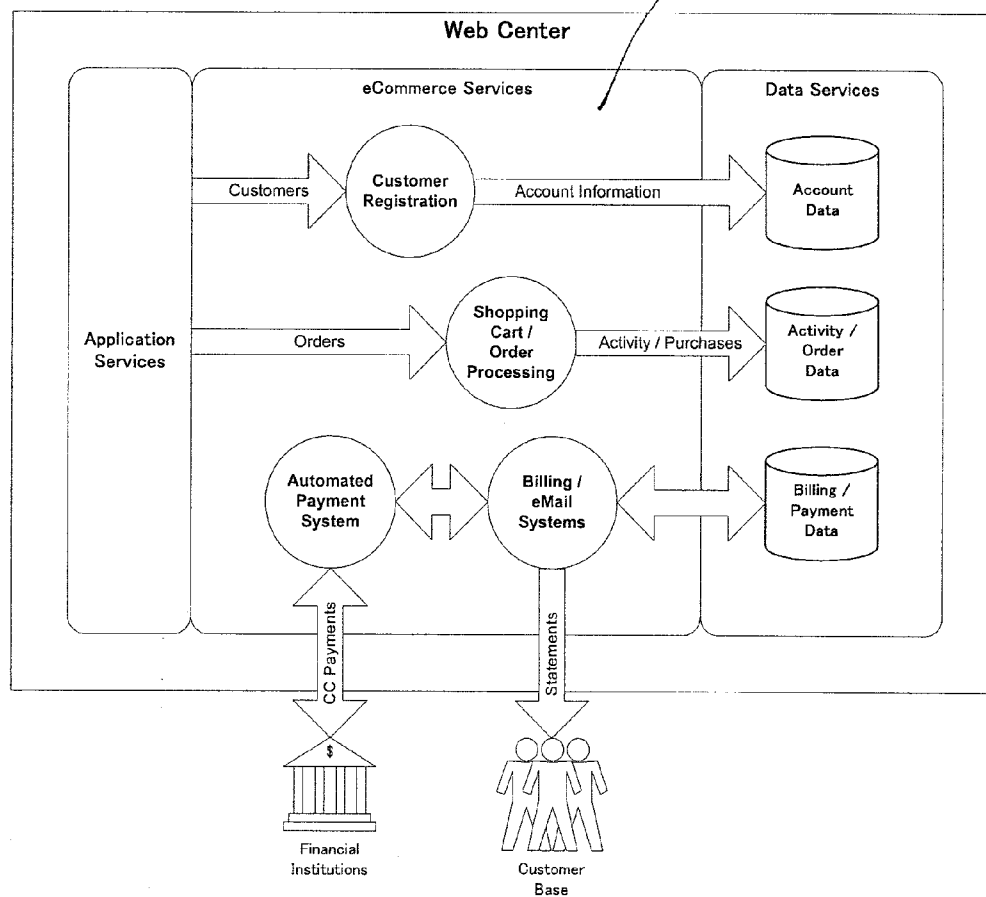 Web Center
eCommerce Services
Data Services
Customers
Customer
Registration
Account Information
Account
Data
Application
Services
Orders
Shopping
Cart /
Order
Processing
Activity / Purchases
Activity /
Order
Data
Automated
Payment
System
Billing /
eMail
Systems
Billing /
Payment
Data
CC Payments
Statements
$
Financial
Institutions
Customer
Base